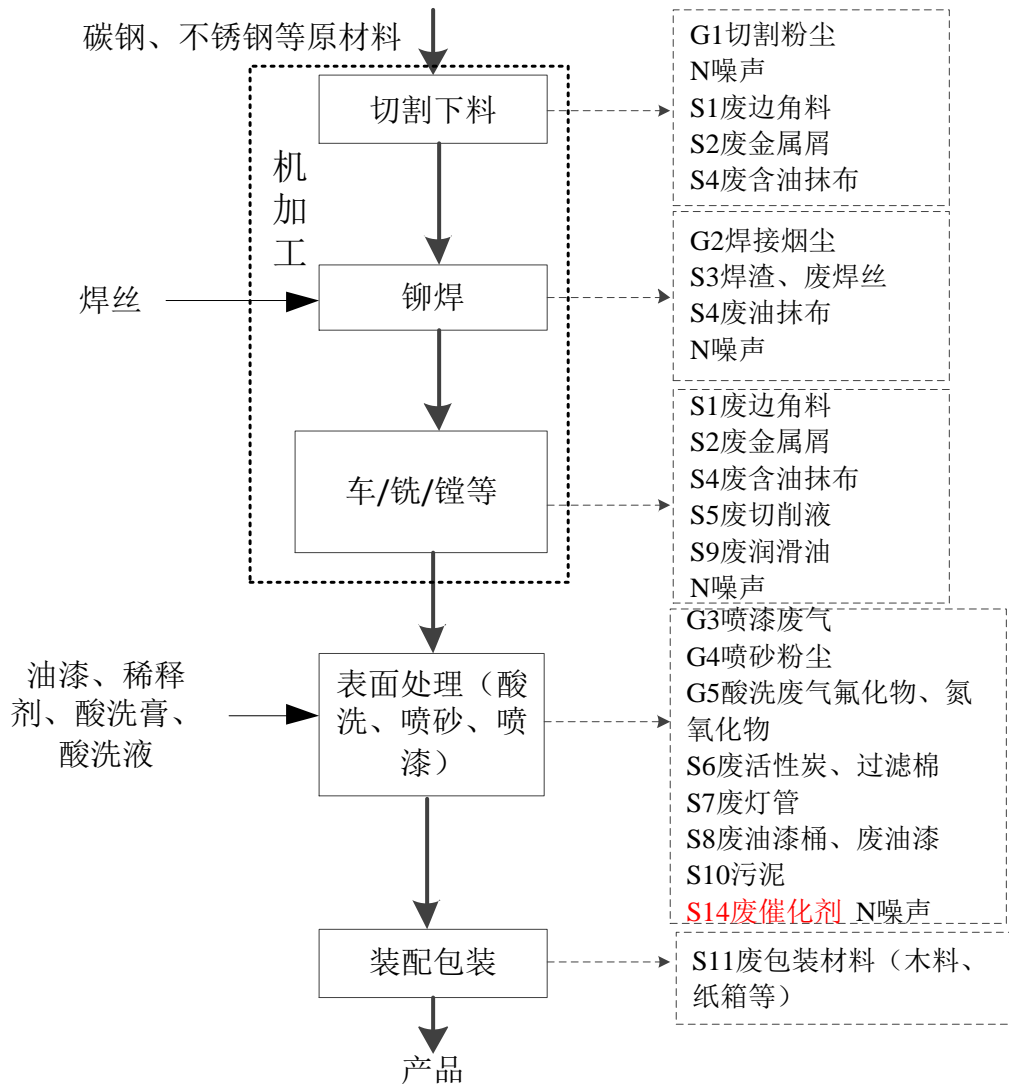 碳钢、不锈钢等原材料
切割下料
G1切割粉尘
N噪声
S1废边角料
S2废金属屑
S4废含油抹布
机
加
工
焊丝
铆焊
G2焊接烟尘
S3焊渣、废焊丝
S4废油抹布
N噪声
车/铣/镗等
S1废边角料
S2废金属屑
S4废含油抹布
S5废切削液
S9废润滑油
N噪声
油漆、稀释
剂、酸洗膏、
酸洗液
表面处理（酸
洗、喷砂、喷
漆）
G3喷漆废气
G4喷砂粉尘
G5酸洗废气氟化物、氮
氧化物
S6废活性炭、过滤棉
S7废灯管
S8废油漆桶、废油漆
S10污泥
S14废催化剂 N噪声
装配包装
S11废包装材料（木料、
纸箱等）
产品